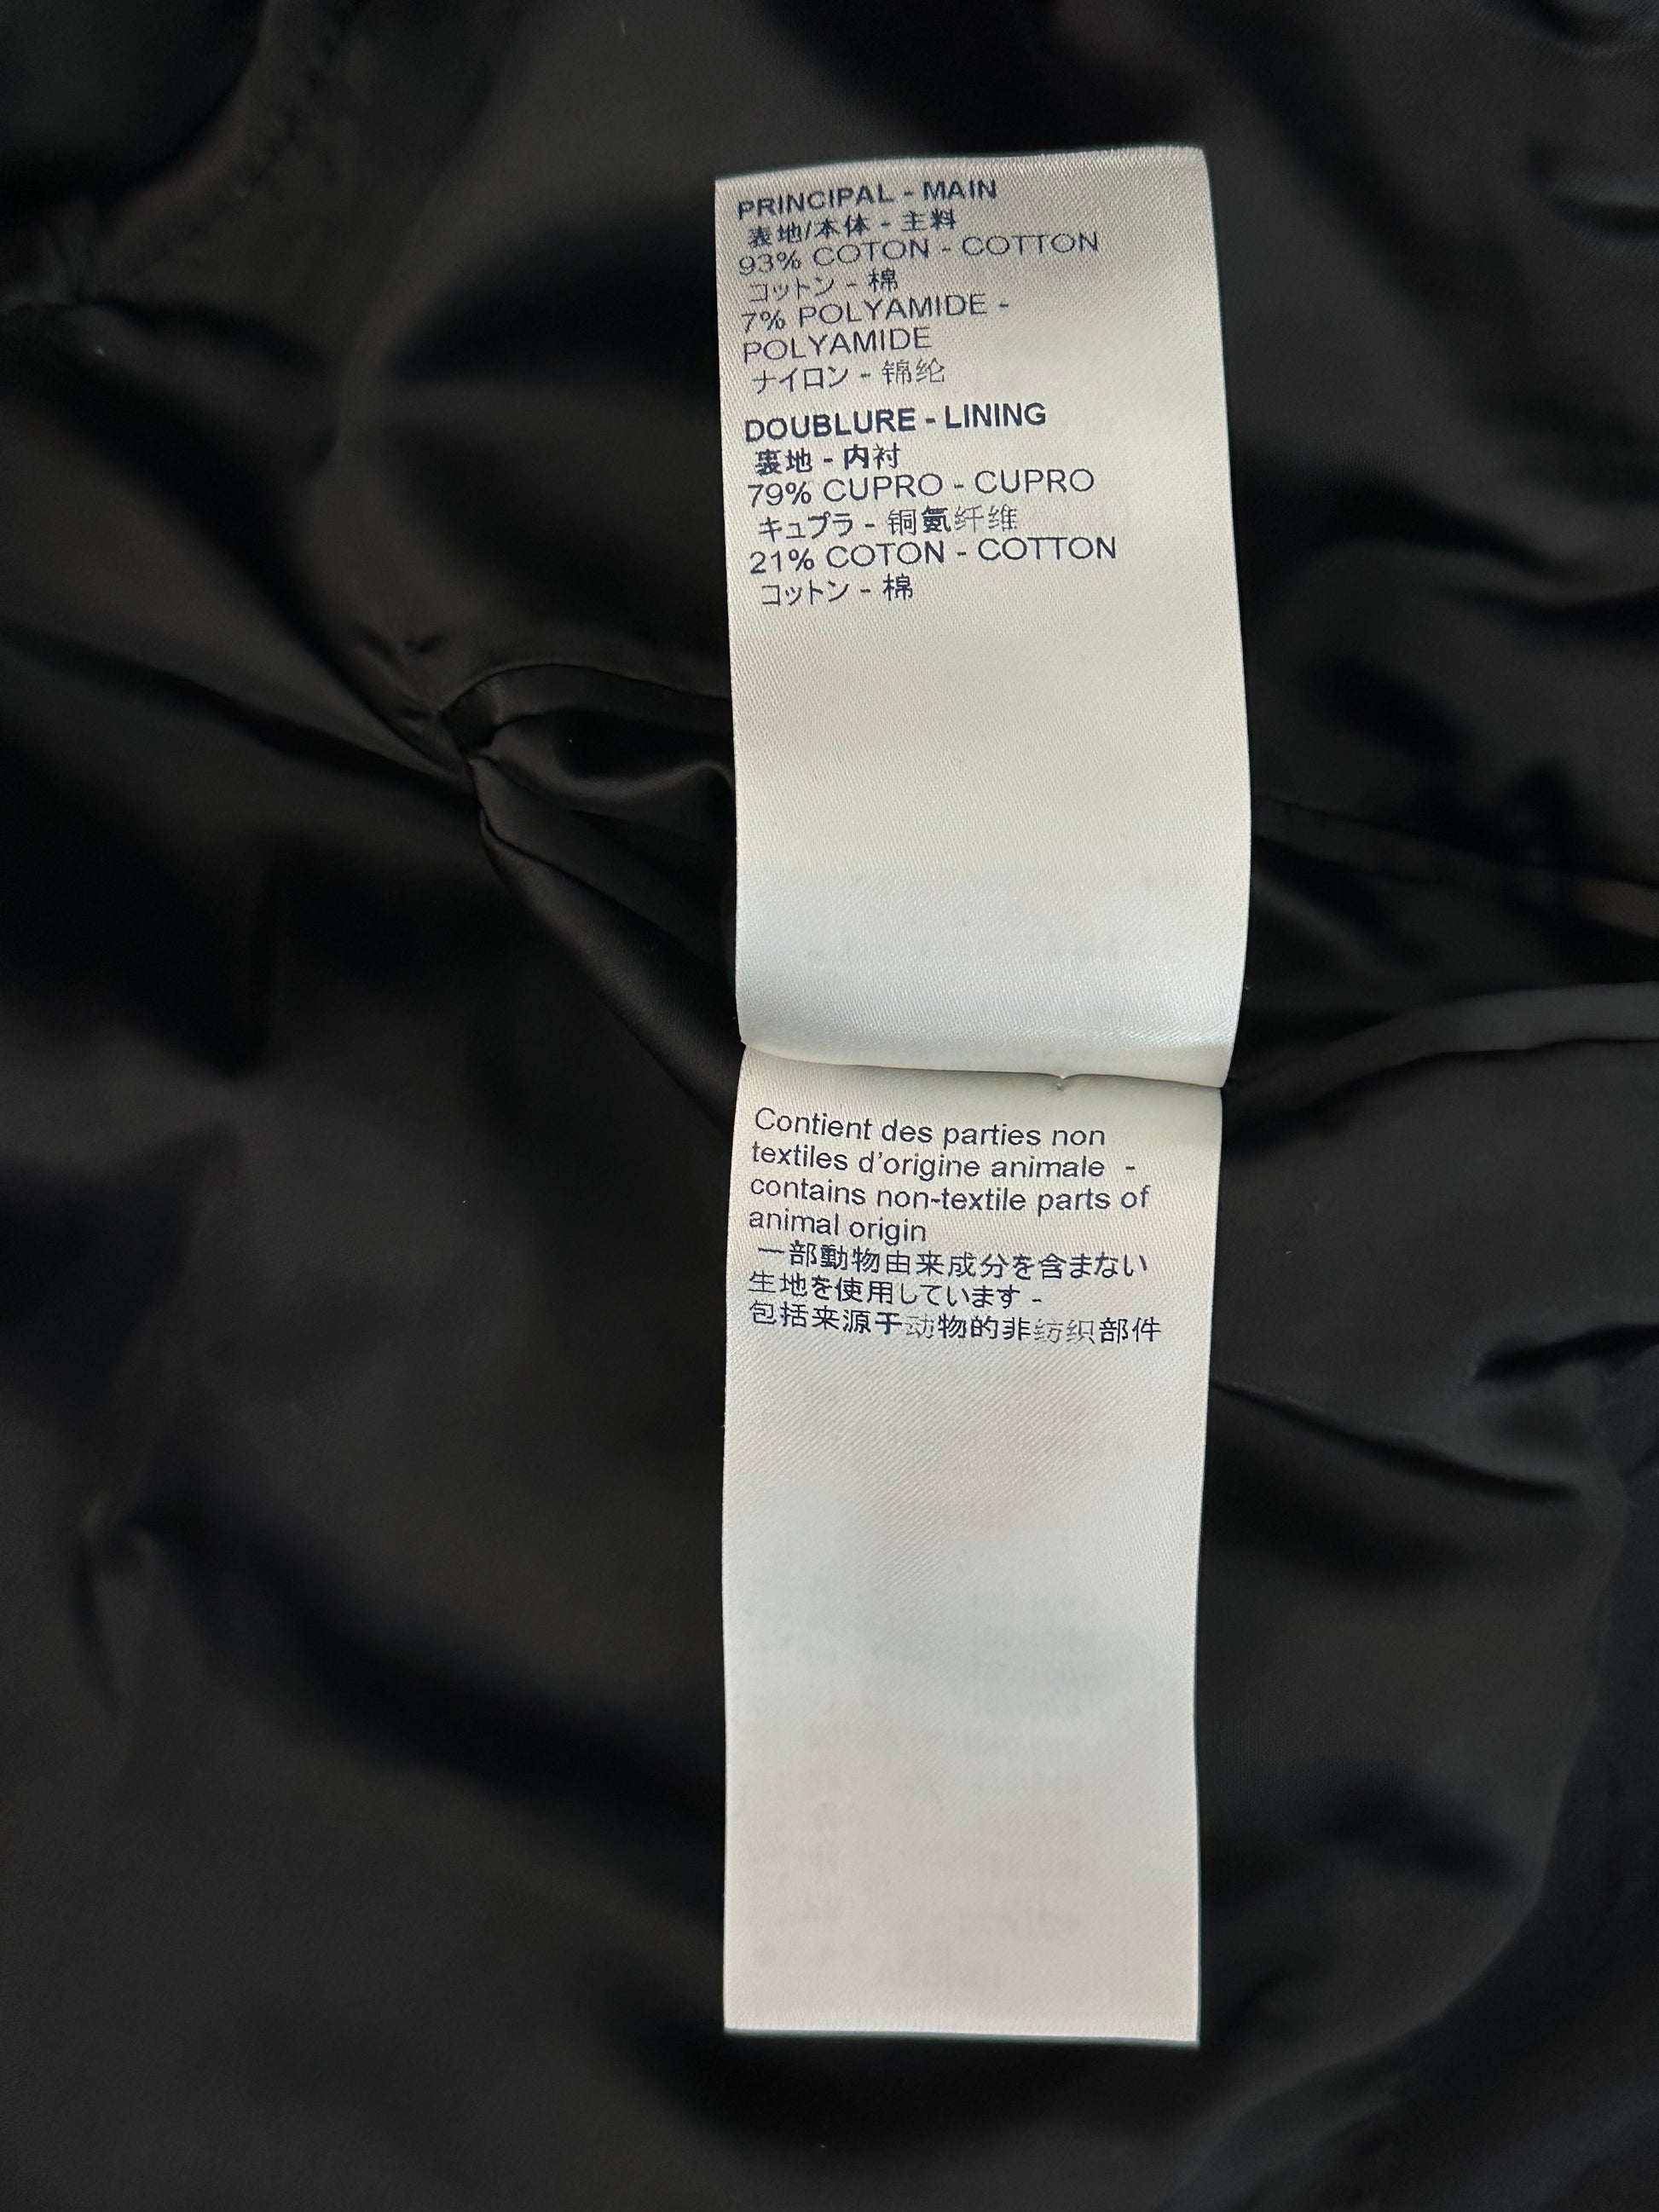 PRINCIPAL - MAIN
表地/本体 - 主料
93% COTON - COTTON
コットン - 棉
7% POLYAMIDE -
POLYAMIDE
ナイロン - 锦纶
DOUBLURE - LINING
裏地 - 内衬
79% CUPRO - CUPRO
キュプラ - 铜氨纤维
21% COTON - COTTON
コットン - 棉
Contient des parties non
textiles d'origine animale -
contains non-textile parts of
animal origin
一部動物由来成分を含まない
生地を使用しています -
包括来源于动物的非纺织部件